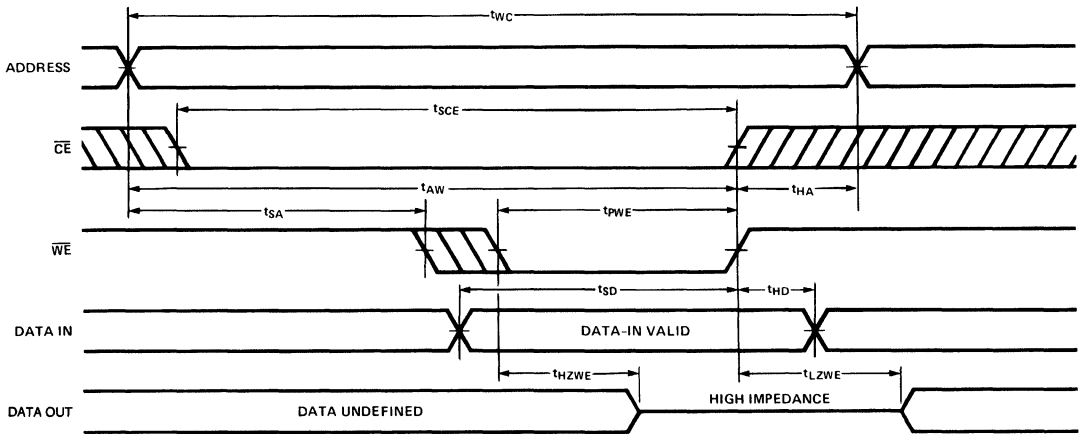 tWC
ADDRESS
tSCE
CE
tAW
tHA
tSA
tPWE
WE
tSD
tHD
DATA IN
DATA-IN VALID
tHZWE
tLZWE
HIGH IMPEDANCE
DATA OUT
DATA UNDEFINED